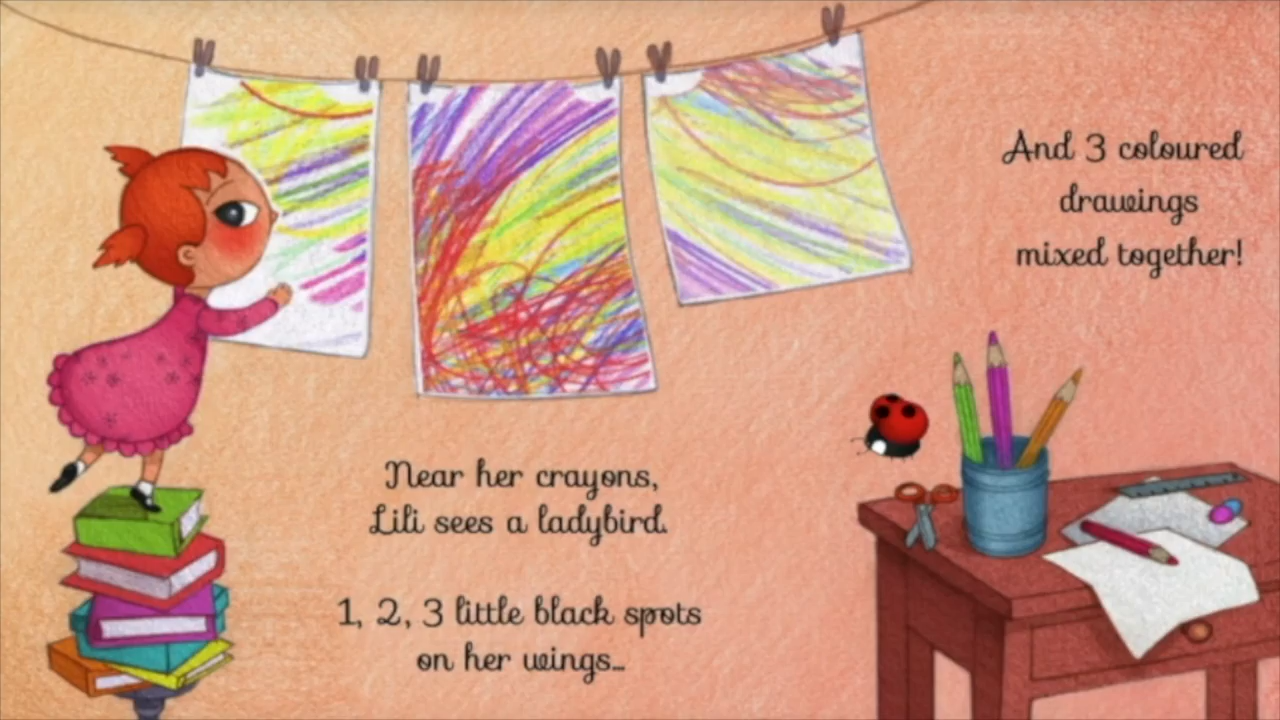 Near her crayons,
Lili sees a ladybird.
1, 2, 3 little black spots
on her wings...
And 3 coloured
drawings
mixed together!